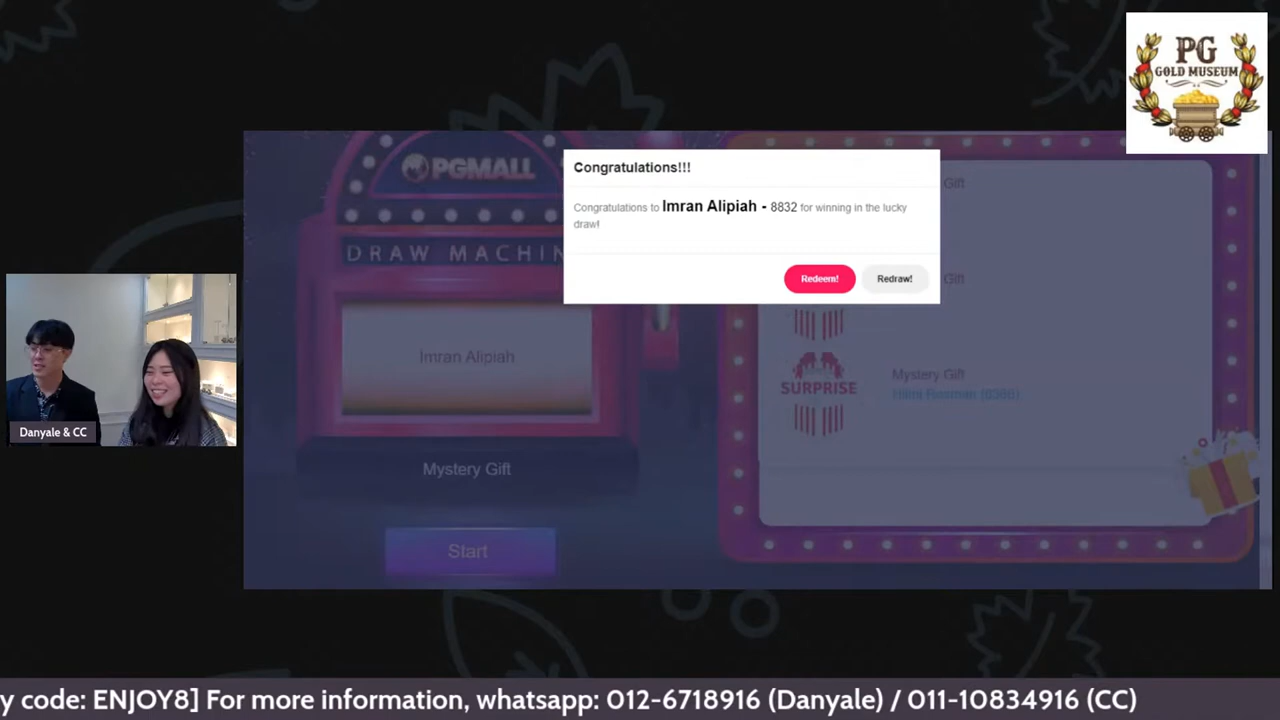 PG
GOLD MUSEUM
PGMALL
DRAW MACHIN
Congratulations!!!
Congratulations to Imran Alipiah - 8832 for winning in the lucky
draw!
Redeem!
Redraw!
Gift
Gift
Imran Alipiah
SURPRISE
Mystery Gift
Mystery Gift
Start
Danyale & CC
y code: ENJOY8] For more information, whatsapp: 012-6718916 (Danyale) / 011-10834916 (CC)